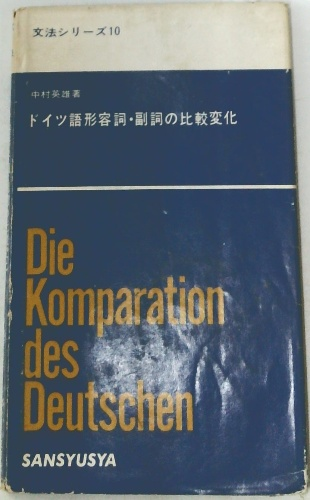 文法シリーズ10
中村英雄著
ドイツ語形容詞・副詞の比較変化
Die
Komparation
des
Deutschen
SANSYUSYA